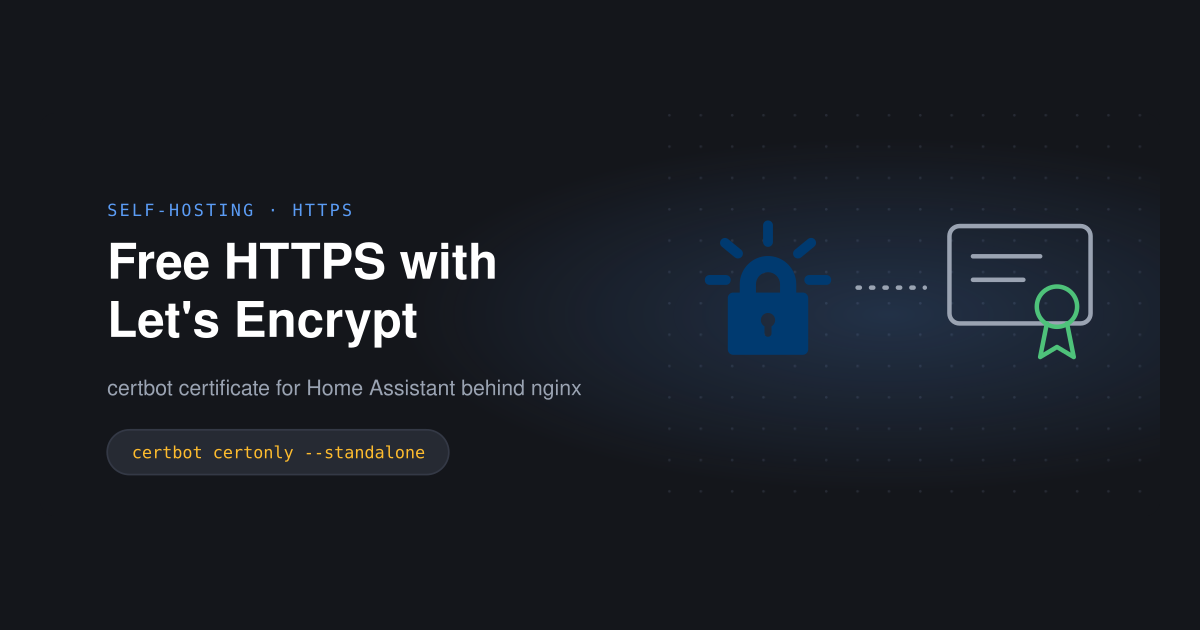 SELF-HOSTING · HTTPS
Free HTTPS with
Let's Encrypt
certbot certificate for Home Assistant behind nginx
certbot certonly --standalone